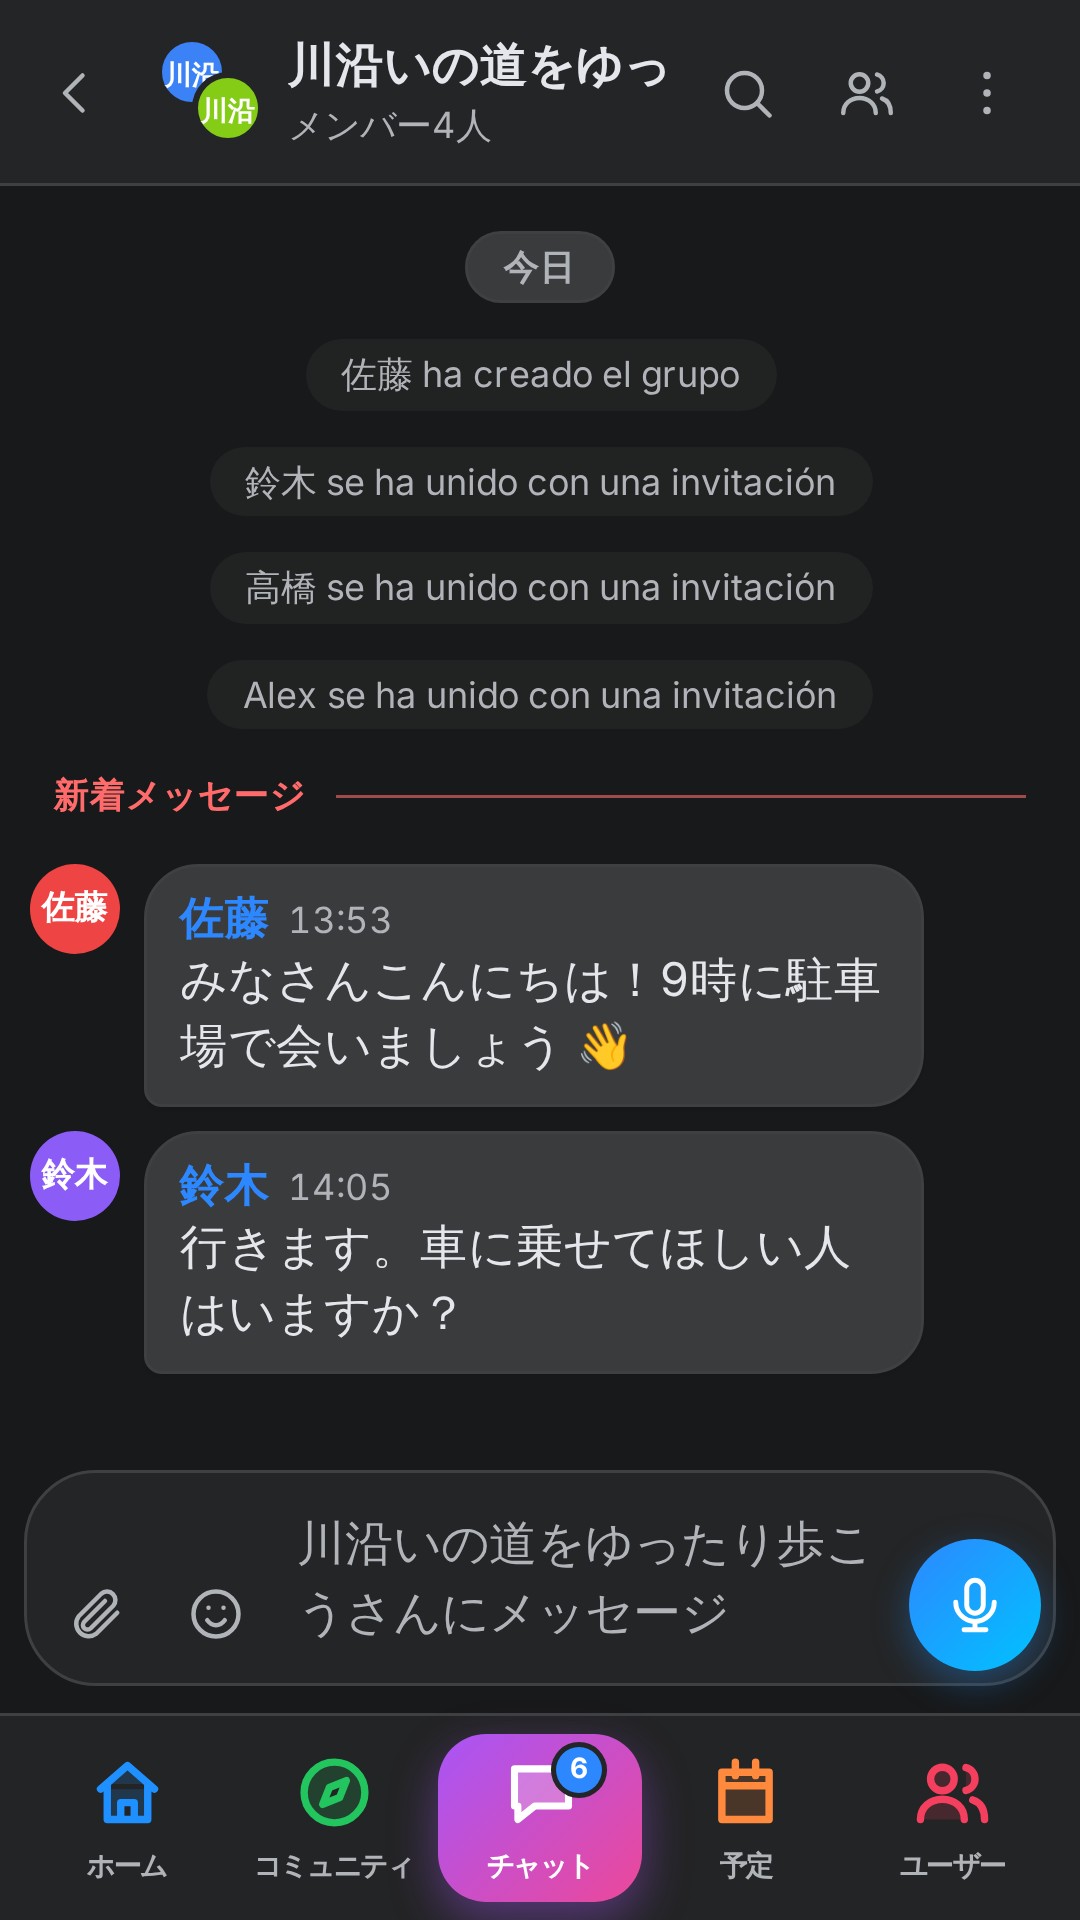 川沿
川沿
川沿いの道をゆっ
メンバー4人
今日
佐藤 ha creado el grupo
鈴木 se ha unido con una invitación
高橋 se ha unido con una invitación
Alex se ha unido con una invitación
新着メッセージ
佐藤
佐藤 13:53
みなさんこんにちは！9時に駐車
場で会いましょう 👋
鈴木
鈴木 14:05
行きます。車に乗せてほしい人
はいますか？
川沿いの道をゆったり歩こ
うさんにメッセージ
6
ホーム
コミュニティ
チャット
予定
ユーザー